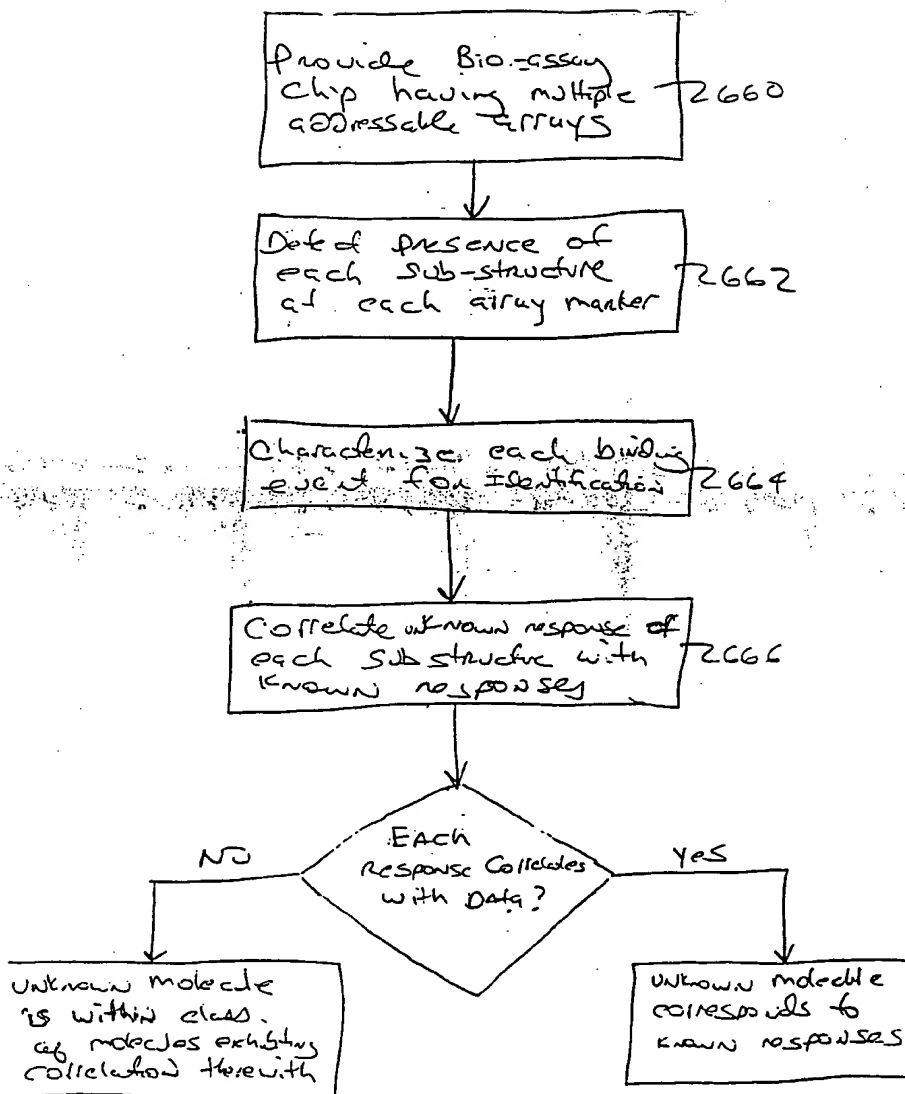 Provide Bio-assay
chip having multiple
addressable arrays
2660
Detect presence of
each sub-structure
at each array marker
2662
Characterize each binding
event for Identification
2664
Correlate unknown response of
each substructure with
known responses
2666
Each
Response Correlates
with Data?
NO
Yes
unknown molecule
is within class.
of molecules exhibiting
correlation therewith
unknown molecule
corresponds to
known responses